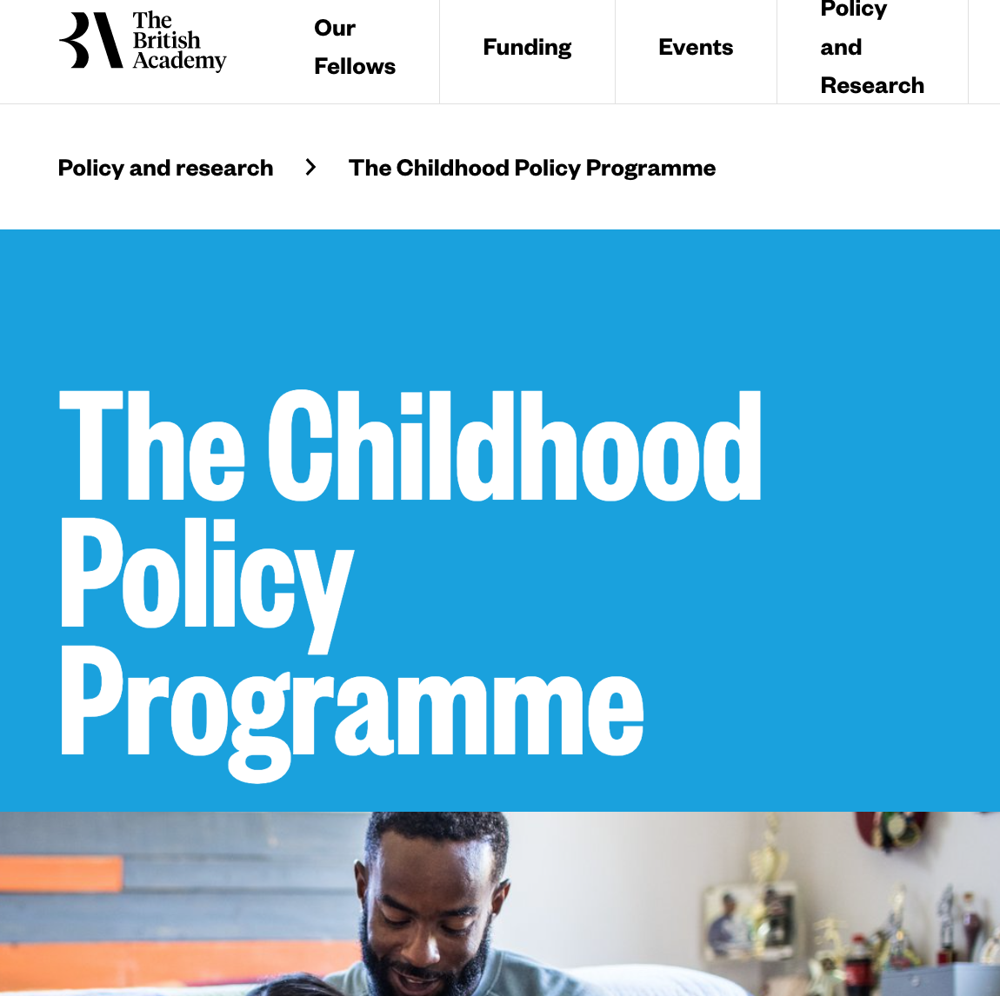 The
British
Academy
Our
Fellows
Funding
Events
Policy
and
Research
Policy and research > The Childhood Policy Programme
The Childhood
Policy
Programme